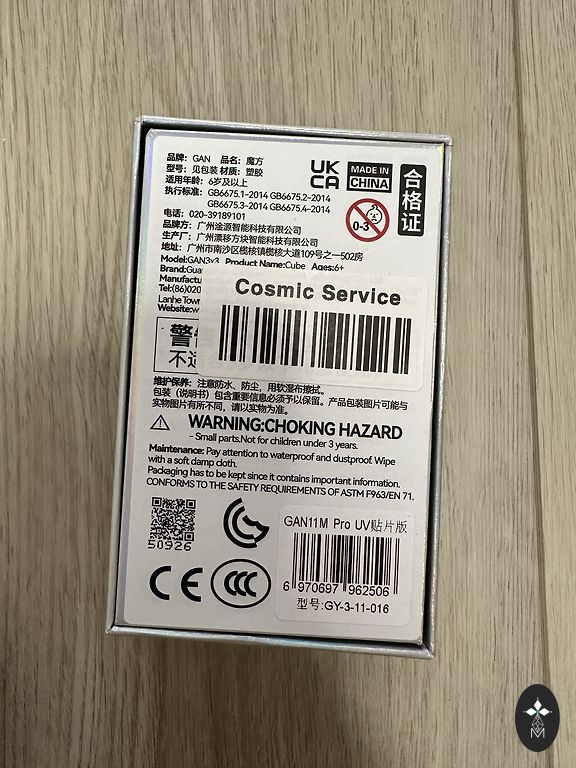 品牌: GAN 品名: 魔方
型号: 见包装 材质: 塑胶
适用年龄: 6岁及以上
执行标准: GB6675.1-2014 GB6675.2-2014
GB6675.3-2014 GB6675.4-2014
电话: 020-39189101
品牌方: 广州淦源智能科技有限公司
生产厂: 广州漂移方块智能科技有限公司
地址: 广州市南沙区榄核镇榄核大道109号之一502房
UK
CA
MADE IN
CHINA
合格证
0-3
Model:GAN3x3 Product Name:Cube Ages:6+
Brand:
Tel:(86)020
Lanhe Town
Website:
Cosmic Service
警
不
维护保养: 注意防水、防尘, 用软湿布擦拭。
包装（说明书）包含重要信息必须予以保留。产品包装图片可能与
实物图片有所不同, 请以实物为准。
WARNING:CHOKING HAZARD
- Small parts.Not for children under 3 years.
Maintenance: Pay attention to waterproof and dustproof. Wipe
with a soft damp cloth.
Packaging has to be kept since it contains important information.
CONFORMS TO THE SAFETY REQUIREMENTS OF ASTM F963/EN 71.
50926
CE
CCC
GAN11M Pro UV贴片版
6 970697 962506
型号:GY-3-11-016
M